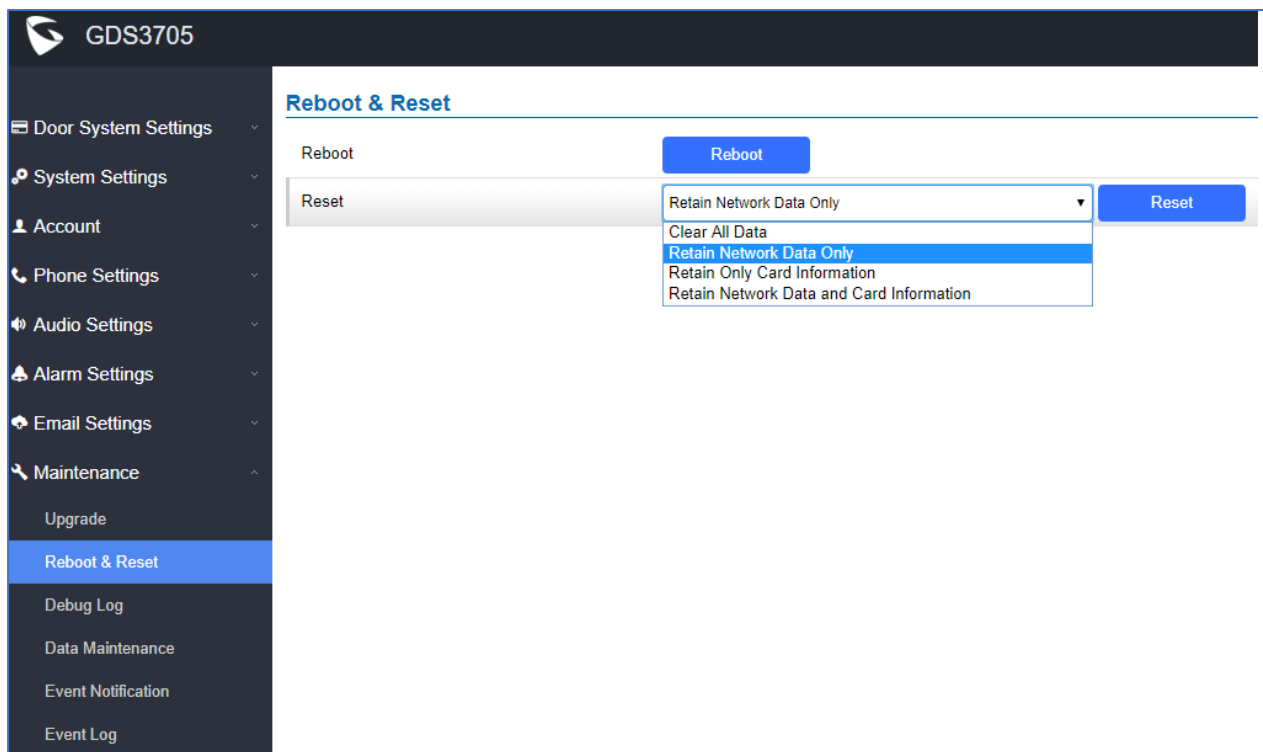 GDS3705
Door System Settings
System Settings
Account
Phone Settings
Audio Settings
Alarm Settings
Email Settings
Maintenance
Upgrade
Reboot & Reset
Debug Log
Data Maintenance
Event Notification
Event Log
Reboot & Reset
Reboot Reboot
Reset Retain Network Data Only Reset
Clear All Data
Retain Network Data Only
Retain Only Card Information
Retain Network Data and Card Information